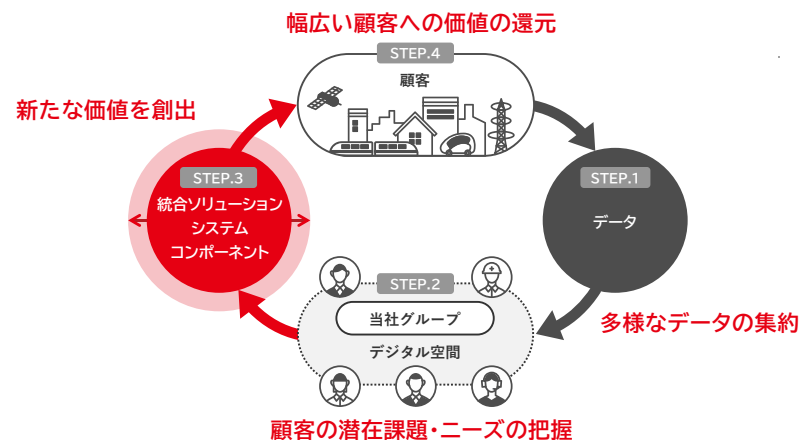 幅広い顧客への価値の還元
STEP.4
顧客
新たな価値を創出
STEP.3
統合ソリューション
システム
コンポーネント
STEP.1
データ
STEP.2
当社グループ
デジタル空間
多様なデータの集約
顧客の潜在課題・ニーズの把握